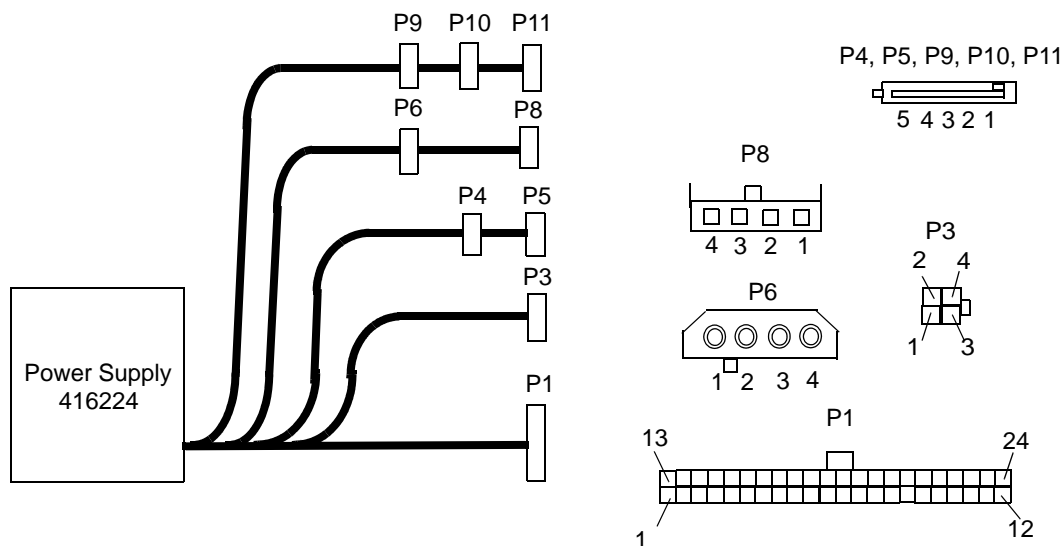 P9 P10 P11
P6 P8
P4 P5
P3
P1
Power Supply
416224
P4, P5, P9, P10, P11
5 4 3 2 1
P8
4 3 2 1
P3
2 4
1 3
P6
1 2 3 4
P1
13 24
1 12